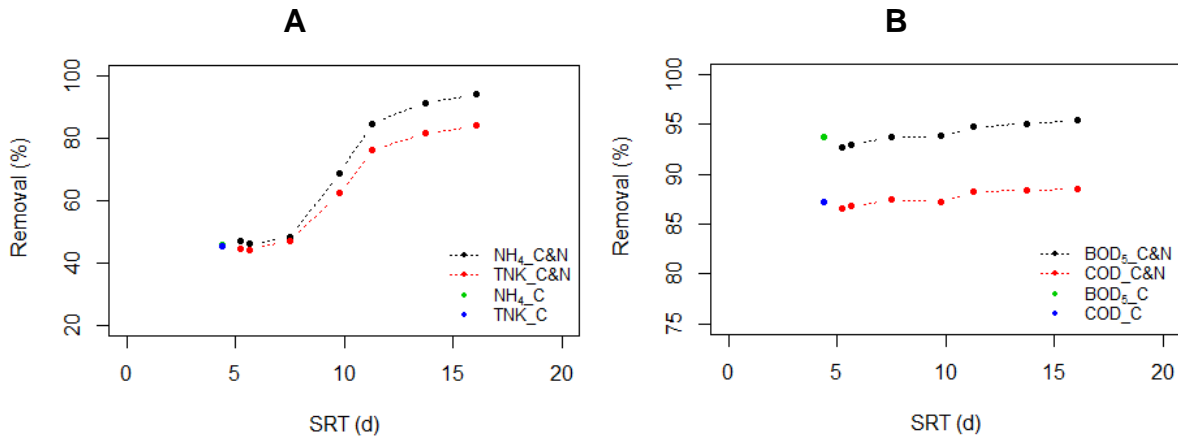 A
Removal (%)
100
80
60
40
20
NH₄_C&N
TNK_C&N
NH₄_C
TNK_C
0 5 10 15 20
SRT (d)
B
Removal (%)
100
95
90
85
80
75
BOD₅_C&N
COD_C&N
BOD₅_C
COD_C
0 5 10 15 20
SRT (d)